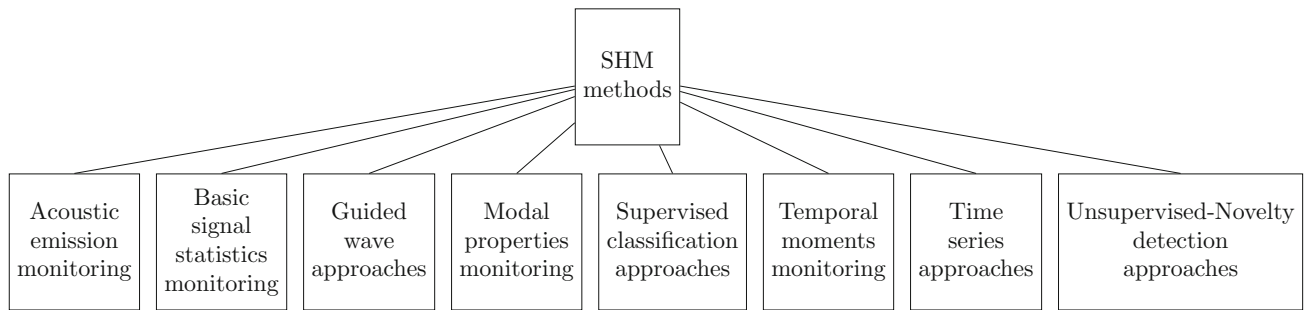 SHM
methods
Acoustic
emission
monitoring
Basic
signal
statistics
monitoring
Guided
wave
approaches
Modal
properties
monitoring
Supervised
classification
approaches
Temporal
moments
monitoring
Time
series
approaches
Unsupervised-Novelty
detection
approaches